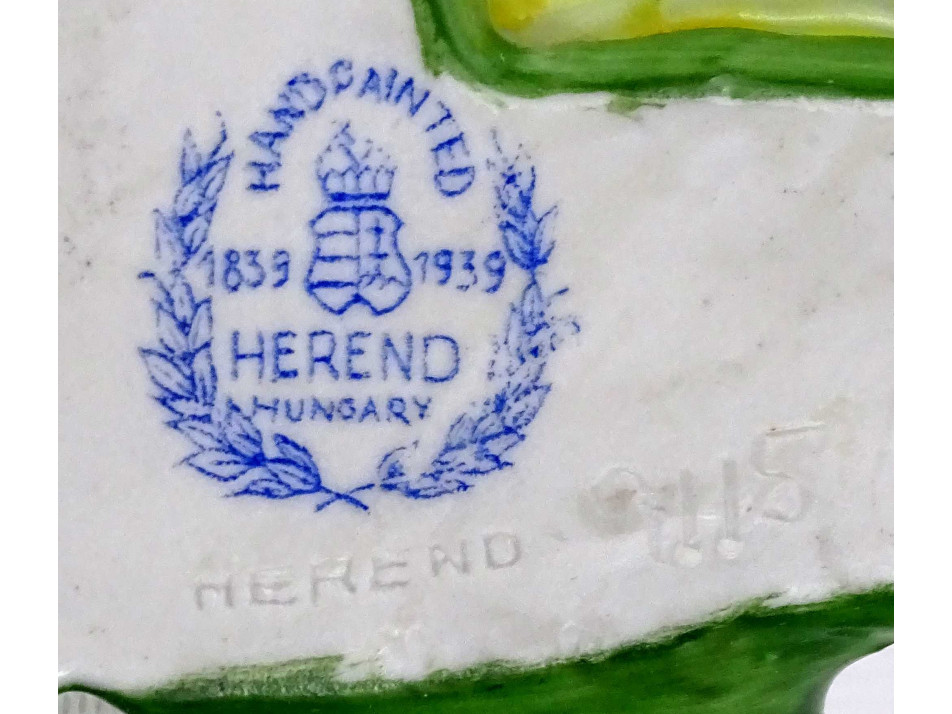 HANDPAINTED
1839 1939
HEREND
HUNGARY
HEREND